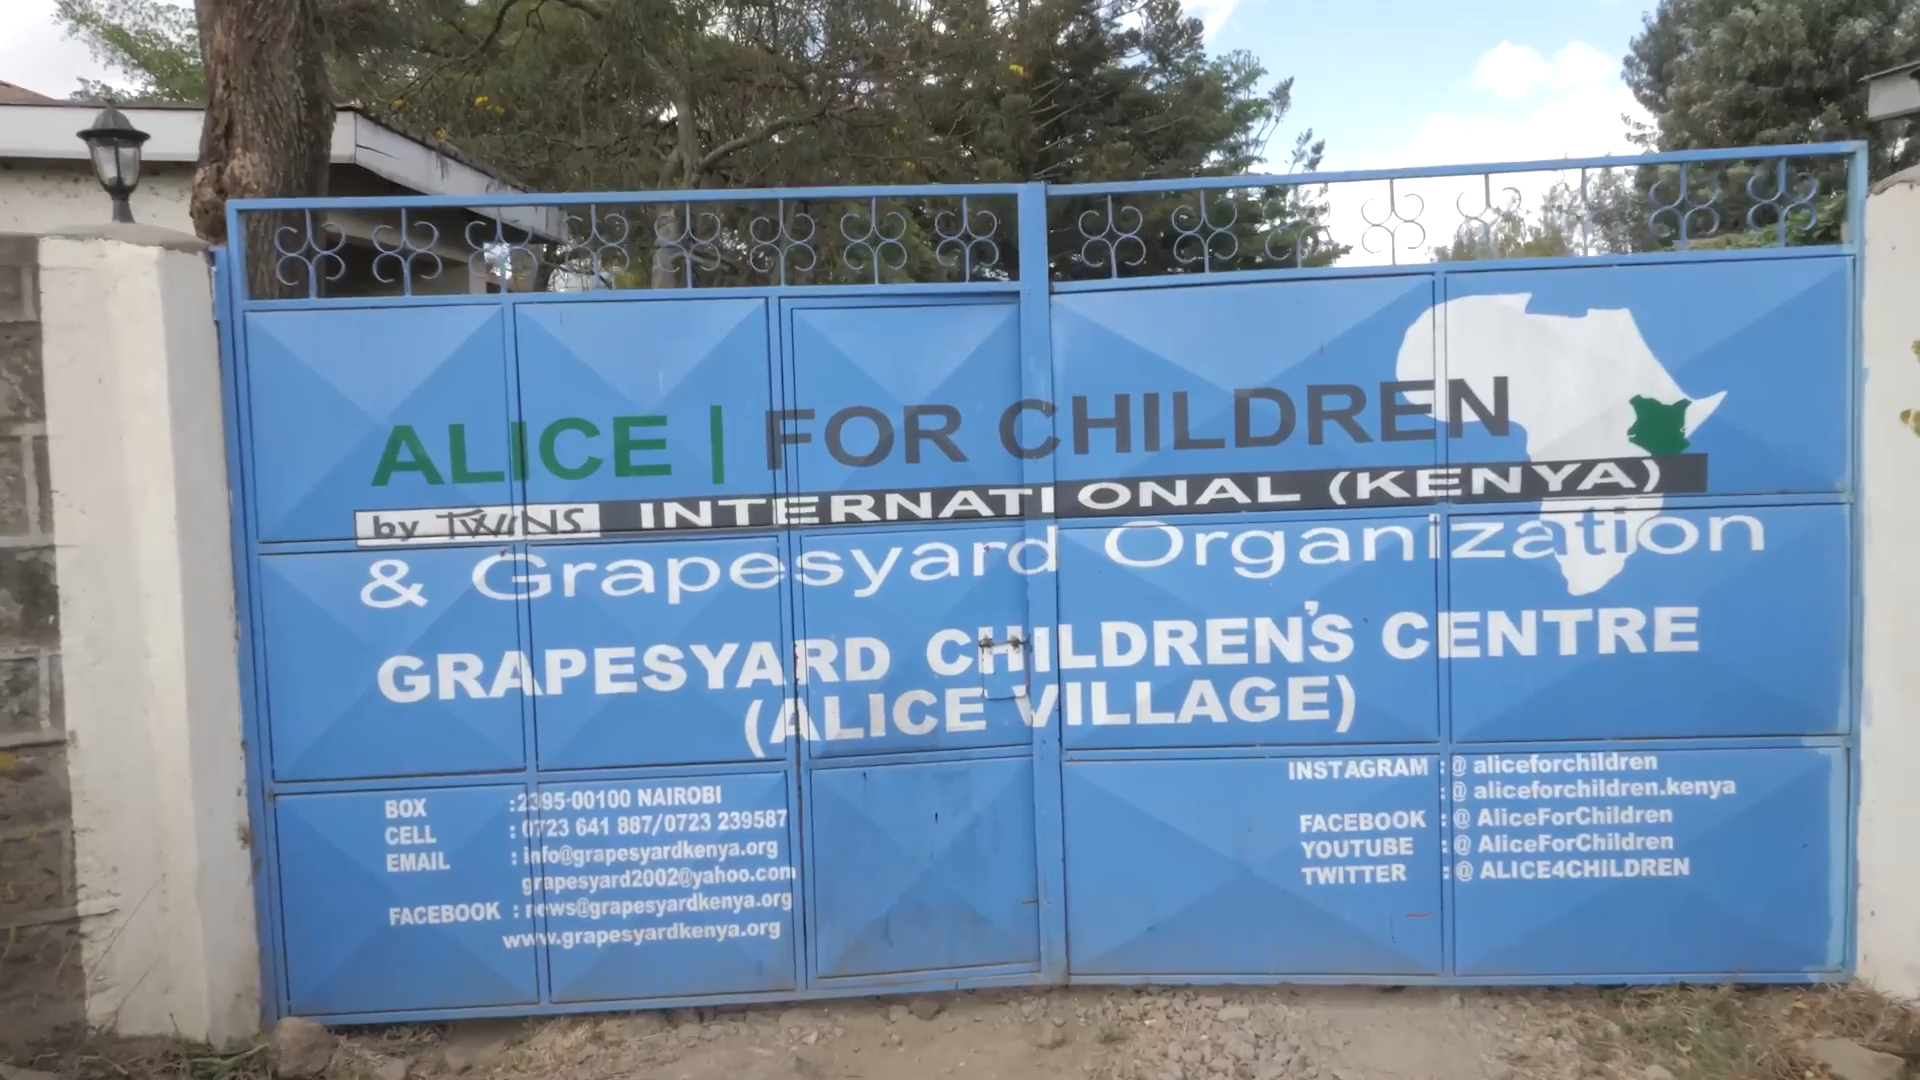 ALICE | FOR CHILDREN
by TWINS INTERNATIONAL (KENYA)
& Grapesyard Organization
GRAPESYARD CHILDREN'S CENTRE
(ALICE VILLAGE)
BOX : 2395-00100 NAIROBI
CELL : 0723 641 887/0723 239587
EMAIL : info@grapesyardkenya.org
grapesyard2002@yahoo.com
FACEBOOK : news@grapesyardkenya.org
www.grapesyardkenya.org
INSTAGRAM : @ aliceforchildren
: @ aliceforchildren.kenya
FACEBOOK : @ AliceForChildren
YOUTUBE : @ AliceForChildren
TWITTER : @ ALICE4CHILDREN